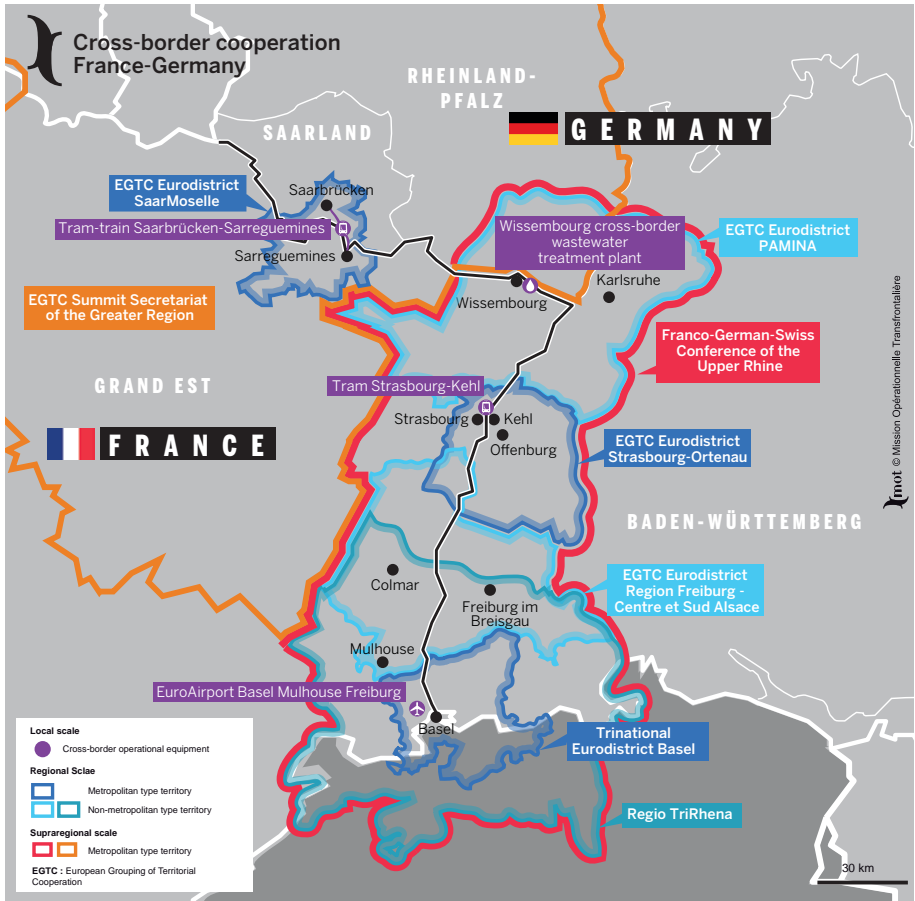 Cross-border cooperation
France-Germany
RHEINLAND-
PFALZ
SAARLAND
GERMANY
EGTC Eurodistrict
SaarMoselle
Saarbrücken
Tram-train Saarbrücken-Sarreguemines
Sarreguemines
Wissembourg cross-border
wastewater
treatment plant
EGTC Eurodistrict
PAMINA
Karlsruhe
Wissembourg
EGTC Summit Secretariat
of the Greater Region
Franco-German-Swiss
Conference of the
Upper Rhine
GRAND EST
Tram Strasbourg-Kehl
FRANCE
Strasbourg
Kehl
Offenburg
EGTC Eurodistrict
Strasbourg-Ortenau
mot © Mission Opérationnelle Transfrontalière
BADEN-WÜRTTEMBERG
Colmar
Freiburg im
Breisgau
EGTC Eurodistrict
Region Freiburg -
Centre et Sud Alsace
Mulhouse
EuroAirport Basel Mulhouse Freiburg
Basel
Trinational
Eurodistrict Basel
Regio TriRhena
Local scale
Cross-border operational equipment
Regional Sclae
Metropolitan type territory
Non-metropolitan type territory
Supraregional scale
Metropolitan type territory
EGTC : European Grouping of Territorial
Cooperation
30 km